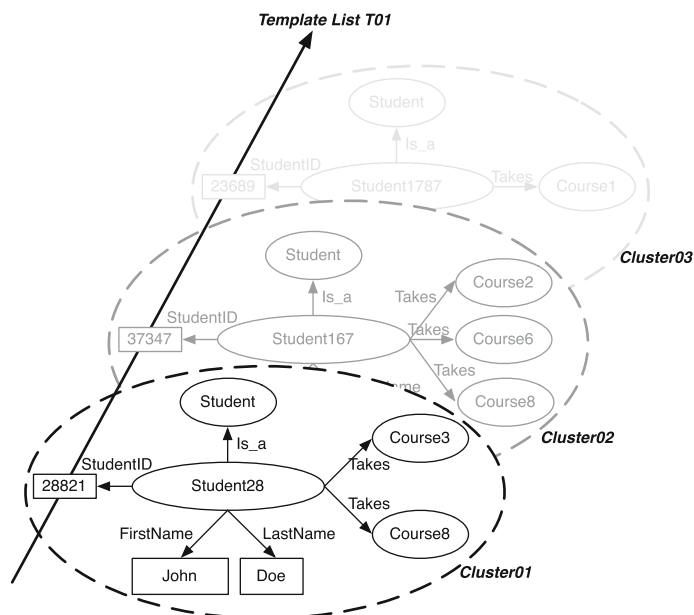 Template List T01
Student
Is_a
StudentID
23689
Student1787
Takes
Course1
Cluster03
Student
Is_a
StudentID
37347
Student167
Takes
Course2
Takes
Course6
Takes
Course8
Cluster02
Student
Is_a
StudentID
28821
Student28
Takes
Course3
Takes
Course8
FirstName
LastName
John
Doe
Cluster01